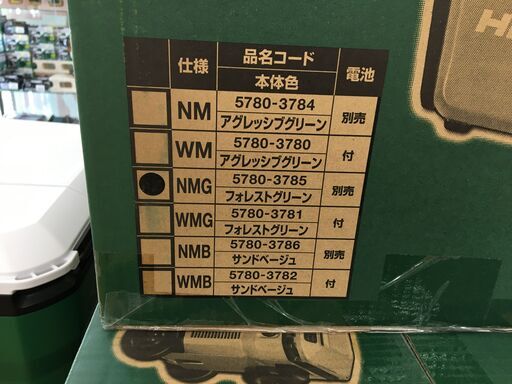 仕様 品名コード 電池
本体色
NM 5780-3784 別売
アグレッシブグリーン
WM 5780-3780 付
アグレッシブグリーン
NMG 5780-3785 別売
フォレストグリーン
WMG 5780-3781 付
フォレストグリーン
NMB 5780-3786 別売
サンドベージュ
WMB 5780-3782 付
サンドベージュ